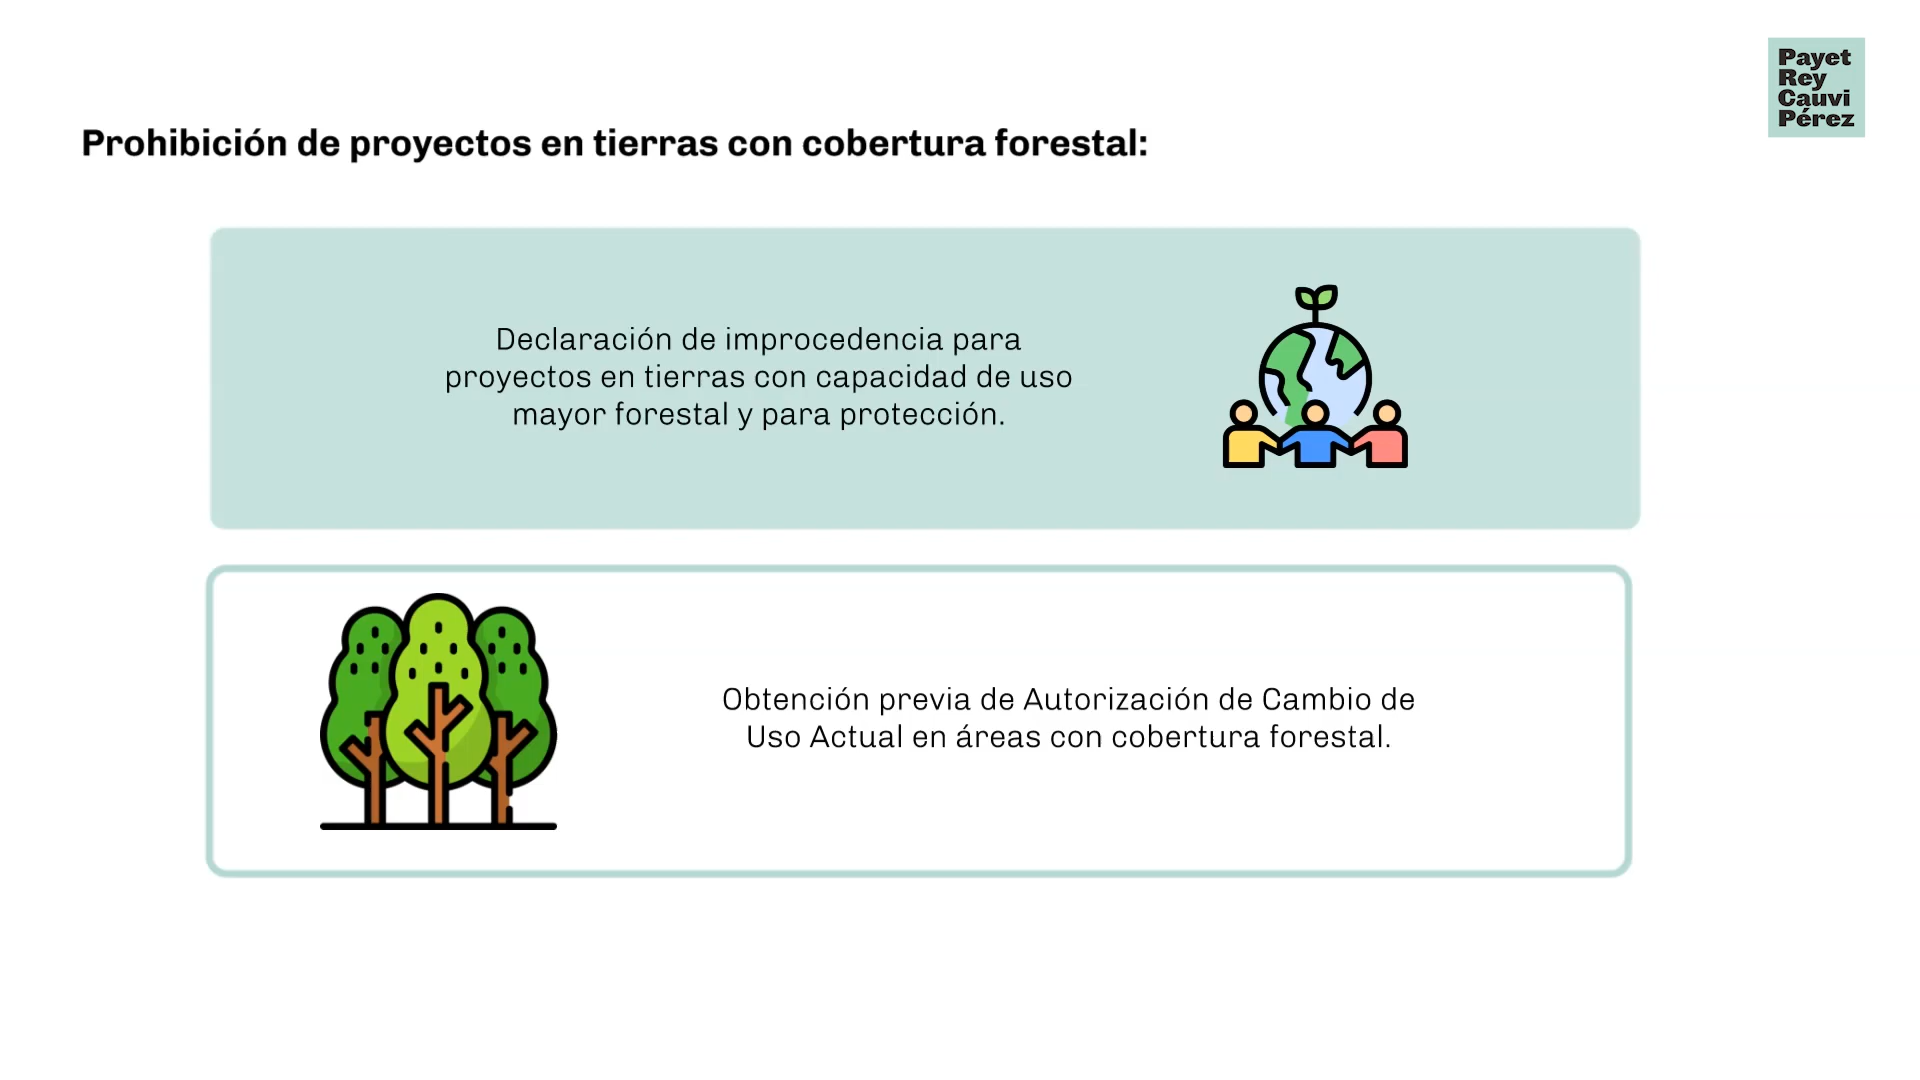 Payet
Rey
Cauvi
Pérez
Prohibición de proyectos en tierras con cobertura forestal:
Declaración de improcedencia para
proyectos en tierras con capacidad de uso
mayor forestal y para protección.
Obtención previa de Autorización de Cambio de
Uso Actual en áreas con cobertura forestal.